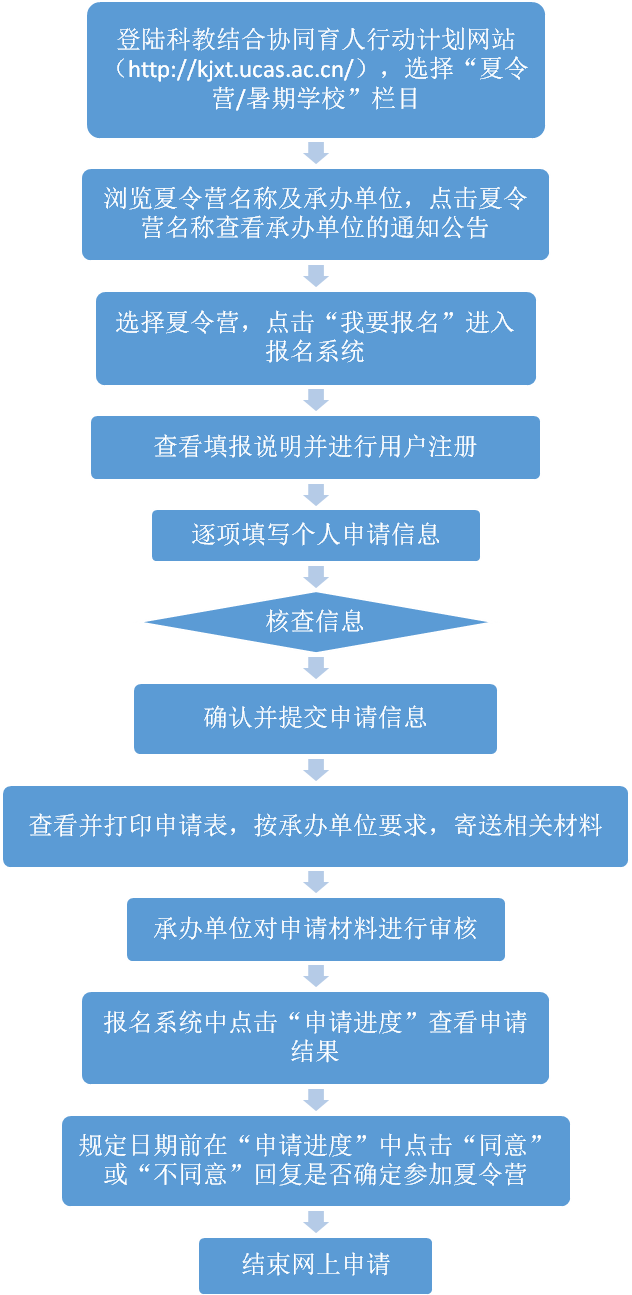 登陆科教结合协同育人行动计划网站
（http://kjxt.ucas.ac.cn/），选择“夏令
营/暑期学校”栏目
浏览夏令营名称及承办单位，点击夏令
营名称查看承办单位的通知公告
选择夏令营，点击“我要报名”进入
报名系统
查看填报说明并进行用户注册
逐项填写个人申请信息
核查信息
确认并提交申请信息
查看并打印申请表，按承办单位要求，寄送相关材料
承办单位对申请材料进行审核
报名系统中点击“申请进度”查看申请
结果
规定日期前在“申请进度”中点击“同意”
或“不同意”回复是否确定参加夏令营
结束网上申请